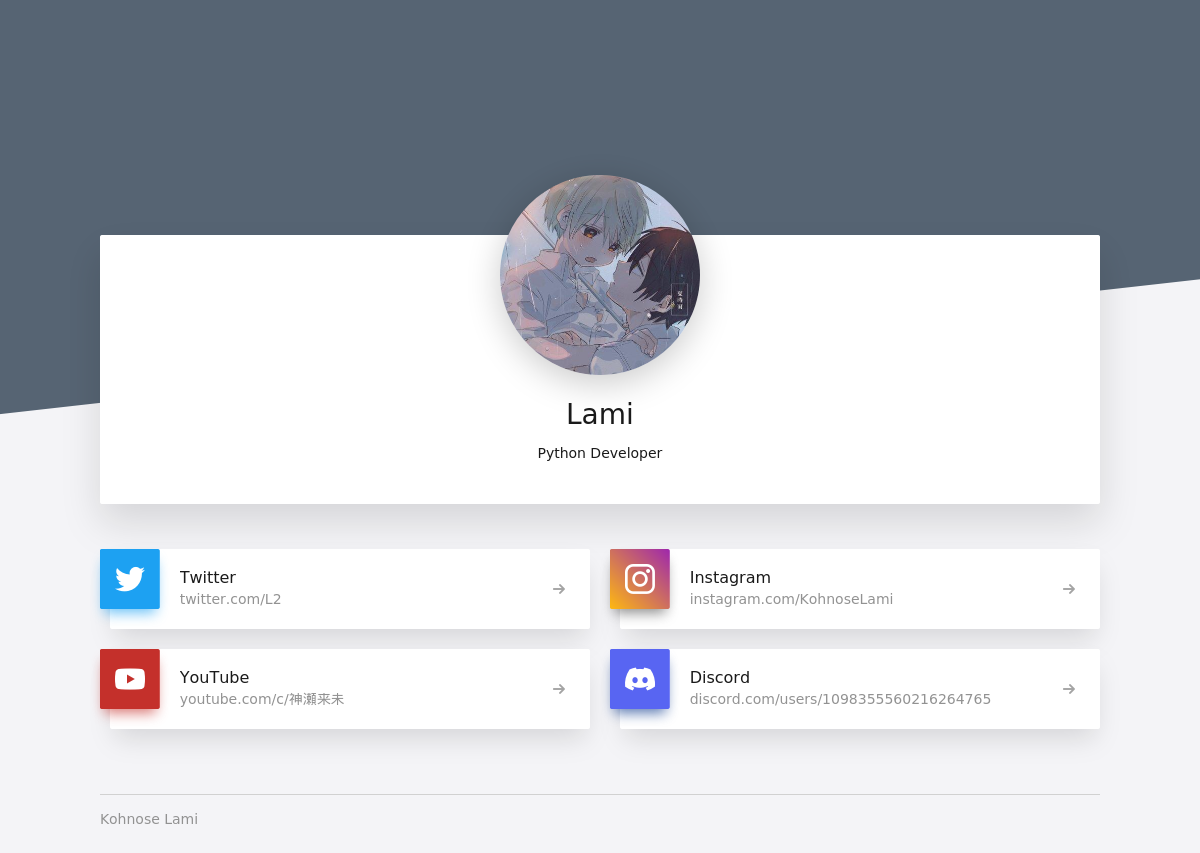 Lami
Python Developer
Twitter
twitter.com/L2
Instagram
instagram.com/KohnoseLami
YouTube
youtube.com/c/神瀬来未
Discord
discord.com/users/1098355560216264765
Kohnose Lami